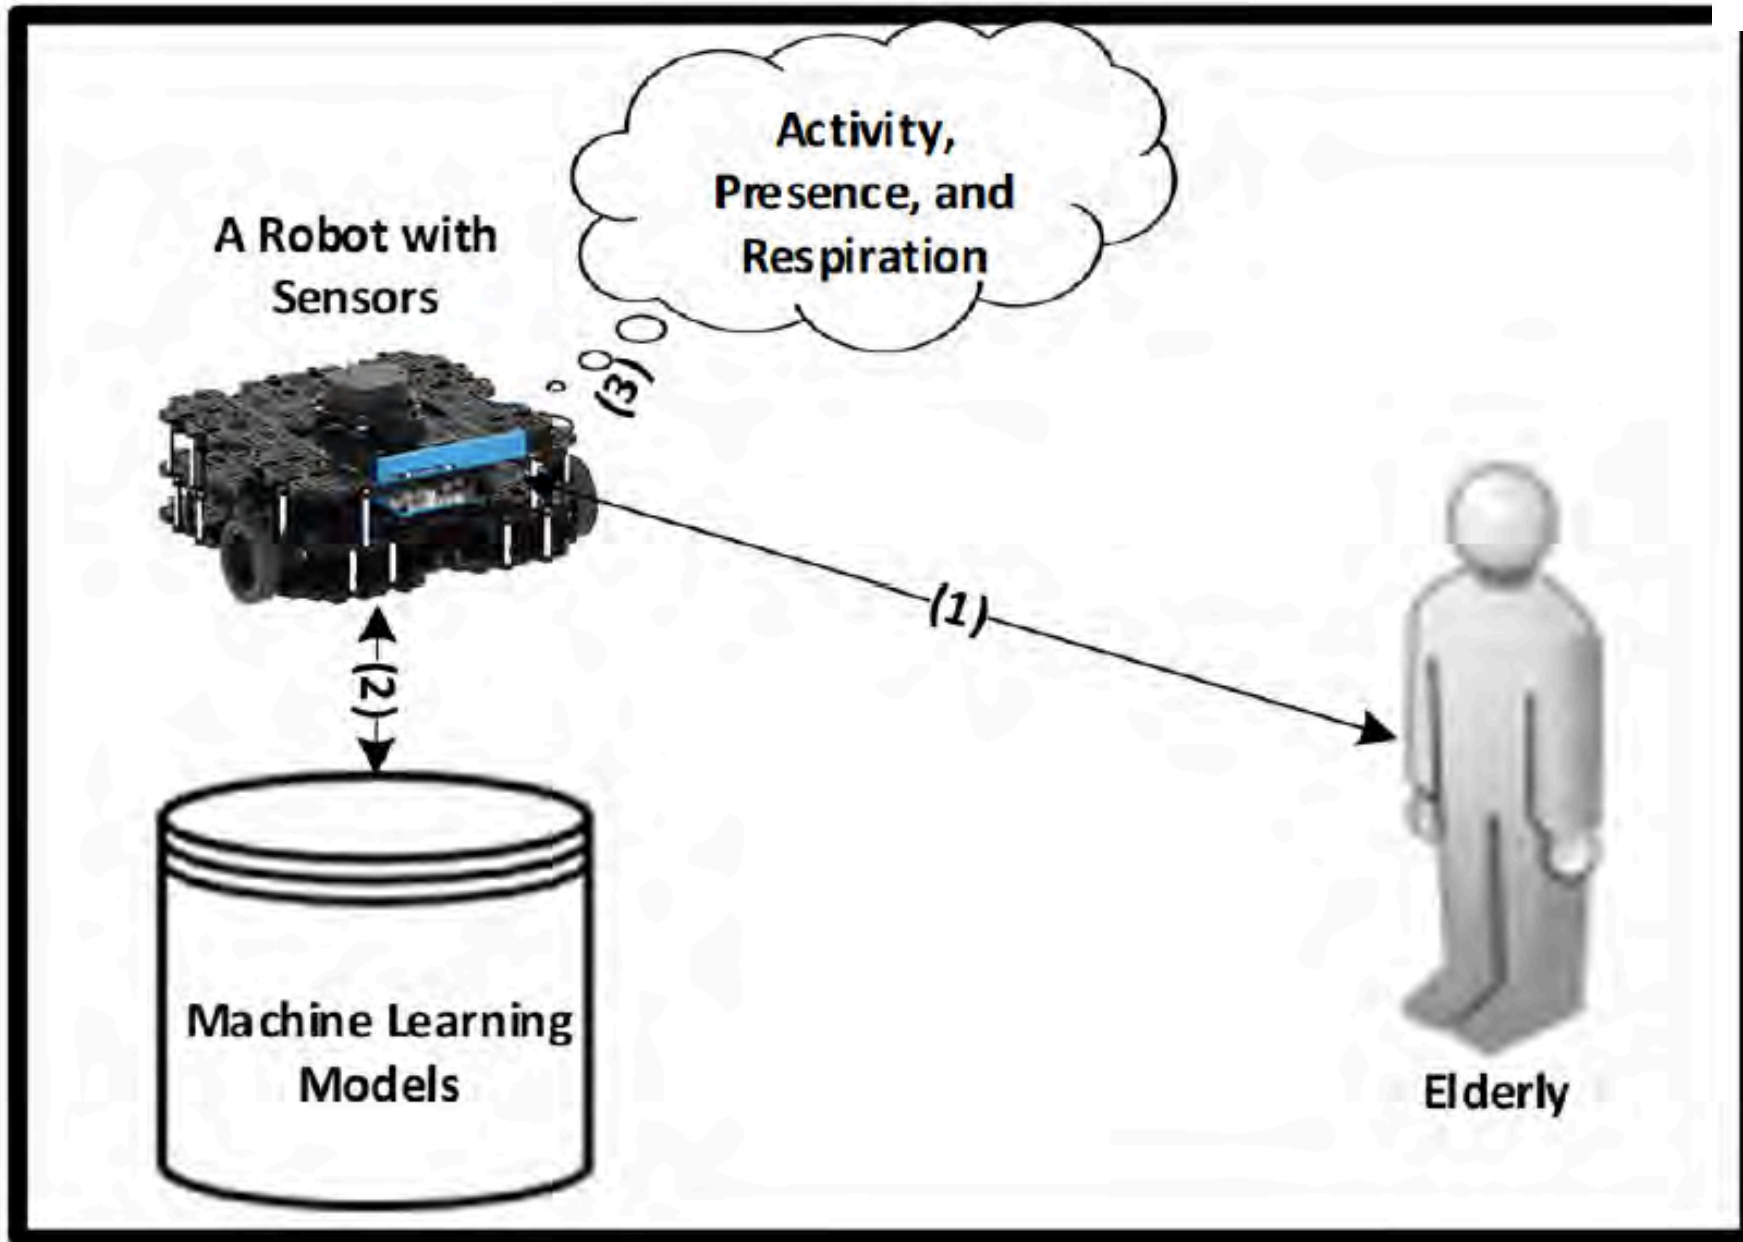 Activity,
Presence, and
Respiration
A Robot with
Sensors
(3)
(1)
(2)
Machine Learning
Models
Elderly